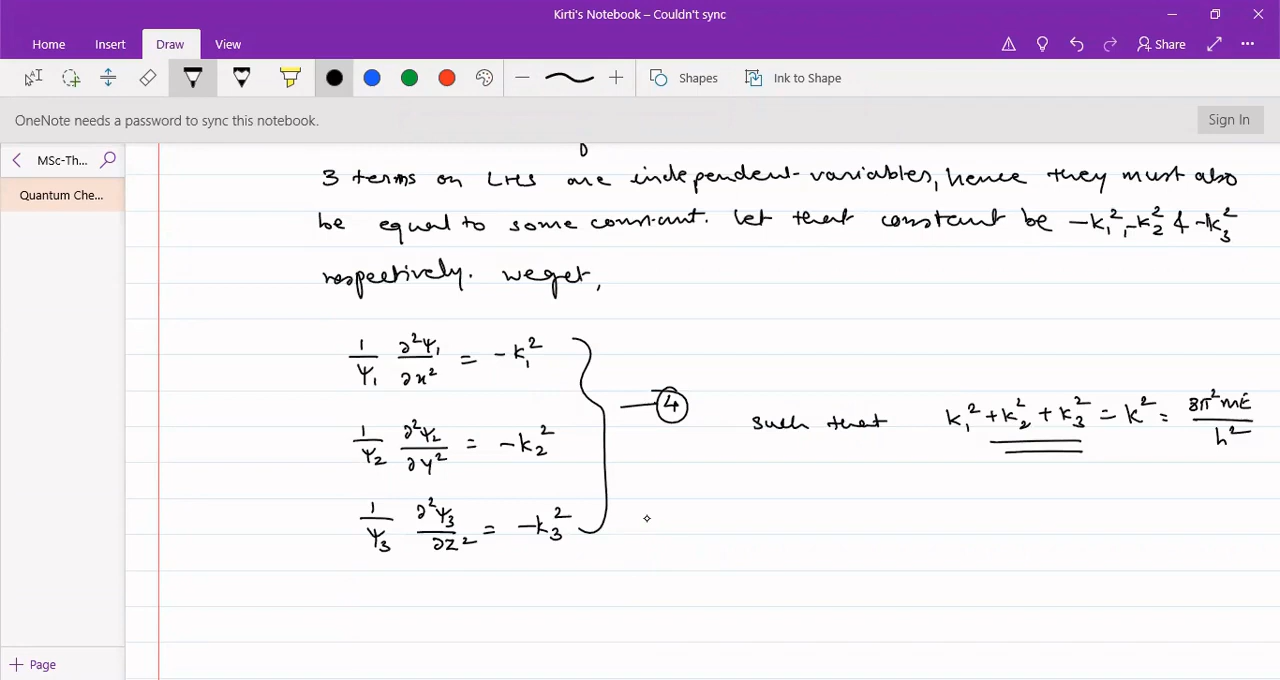 Kirti's Notebook – Couldn't sync
Home Insert Draw View
Share
Shapes Ink to Shape
OneNote needs a password to sync this notebook.
Sign In
MSc-Th...
Quantum Che...
3 terms on LHS are independent variables, hence they must also
be equal to some constant. Let that constant be -k₁², -k₂² & -k₃²
respectively. we get,
1/Ψ₁ ∂²Ψ₁/∂x² = -k₁²
1/Ψ₂ ∂²Ψ₂/∂y² = -k₂²
1/Ψ₃ ∂²Ψ₃/∂z² = -k₃²
④
such that k₁² + k₂² + k₃² = k² = 8π²mE/h²
Page